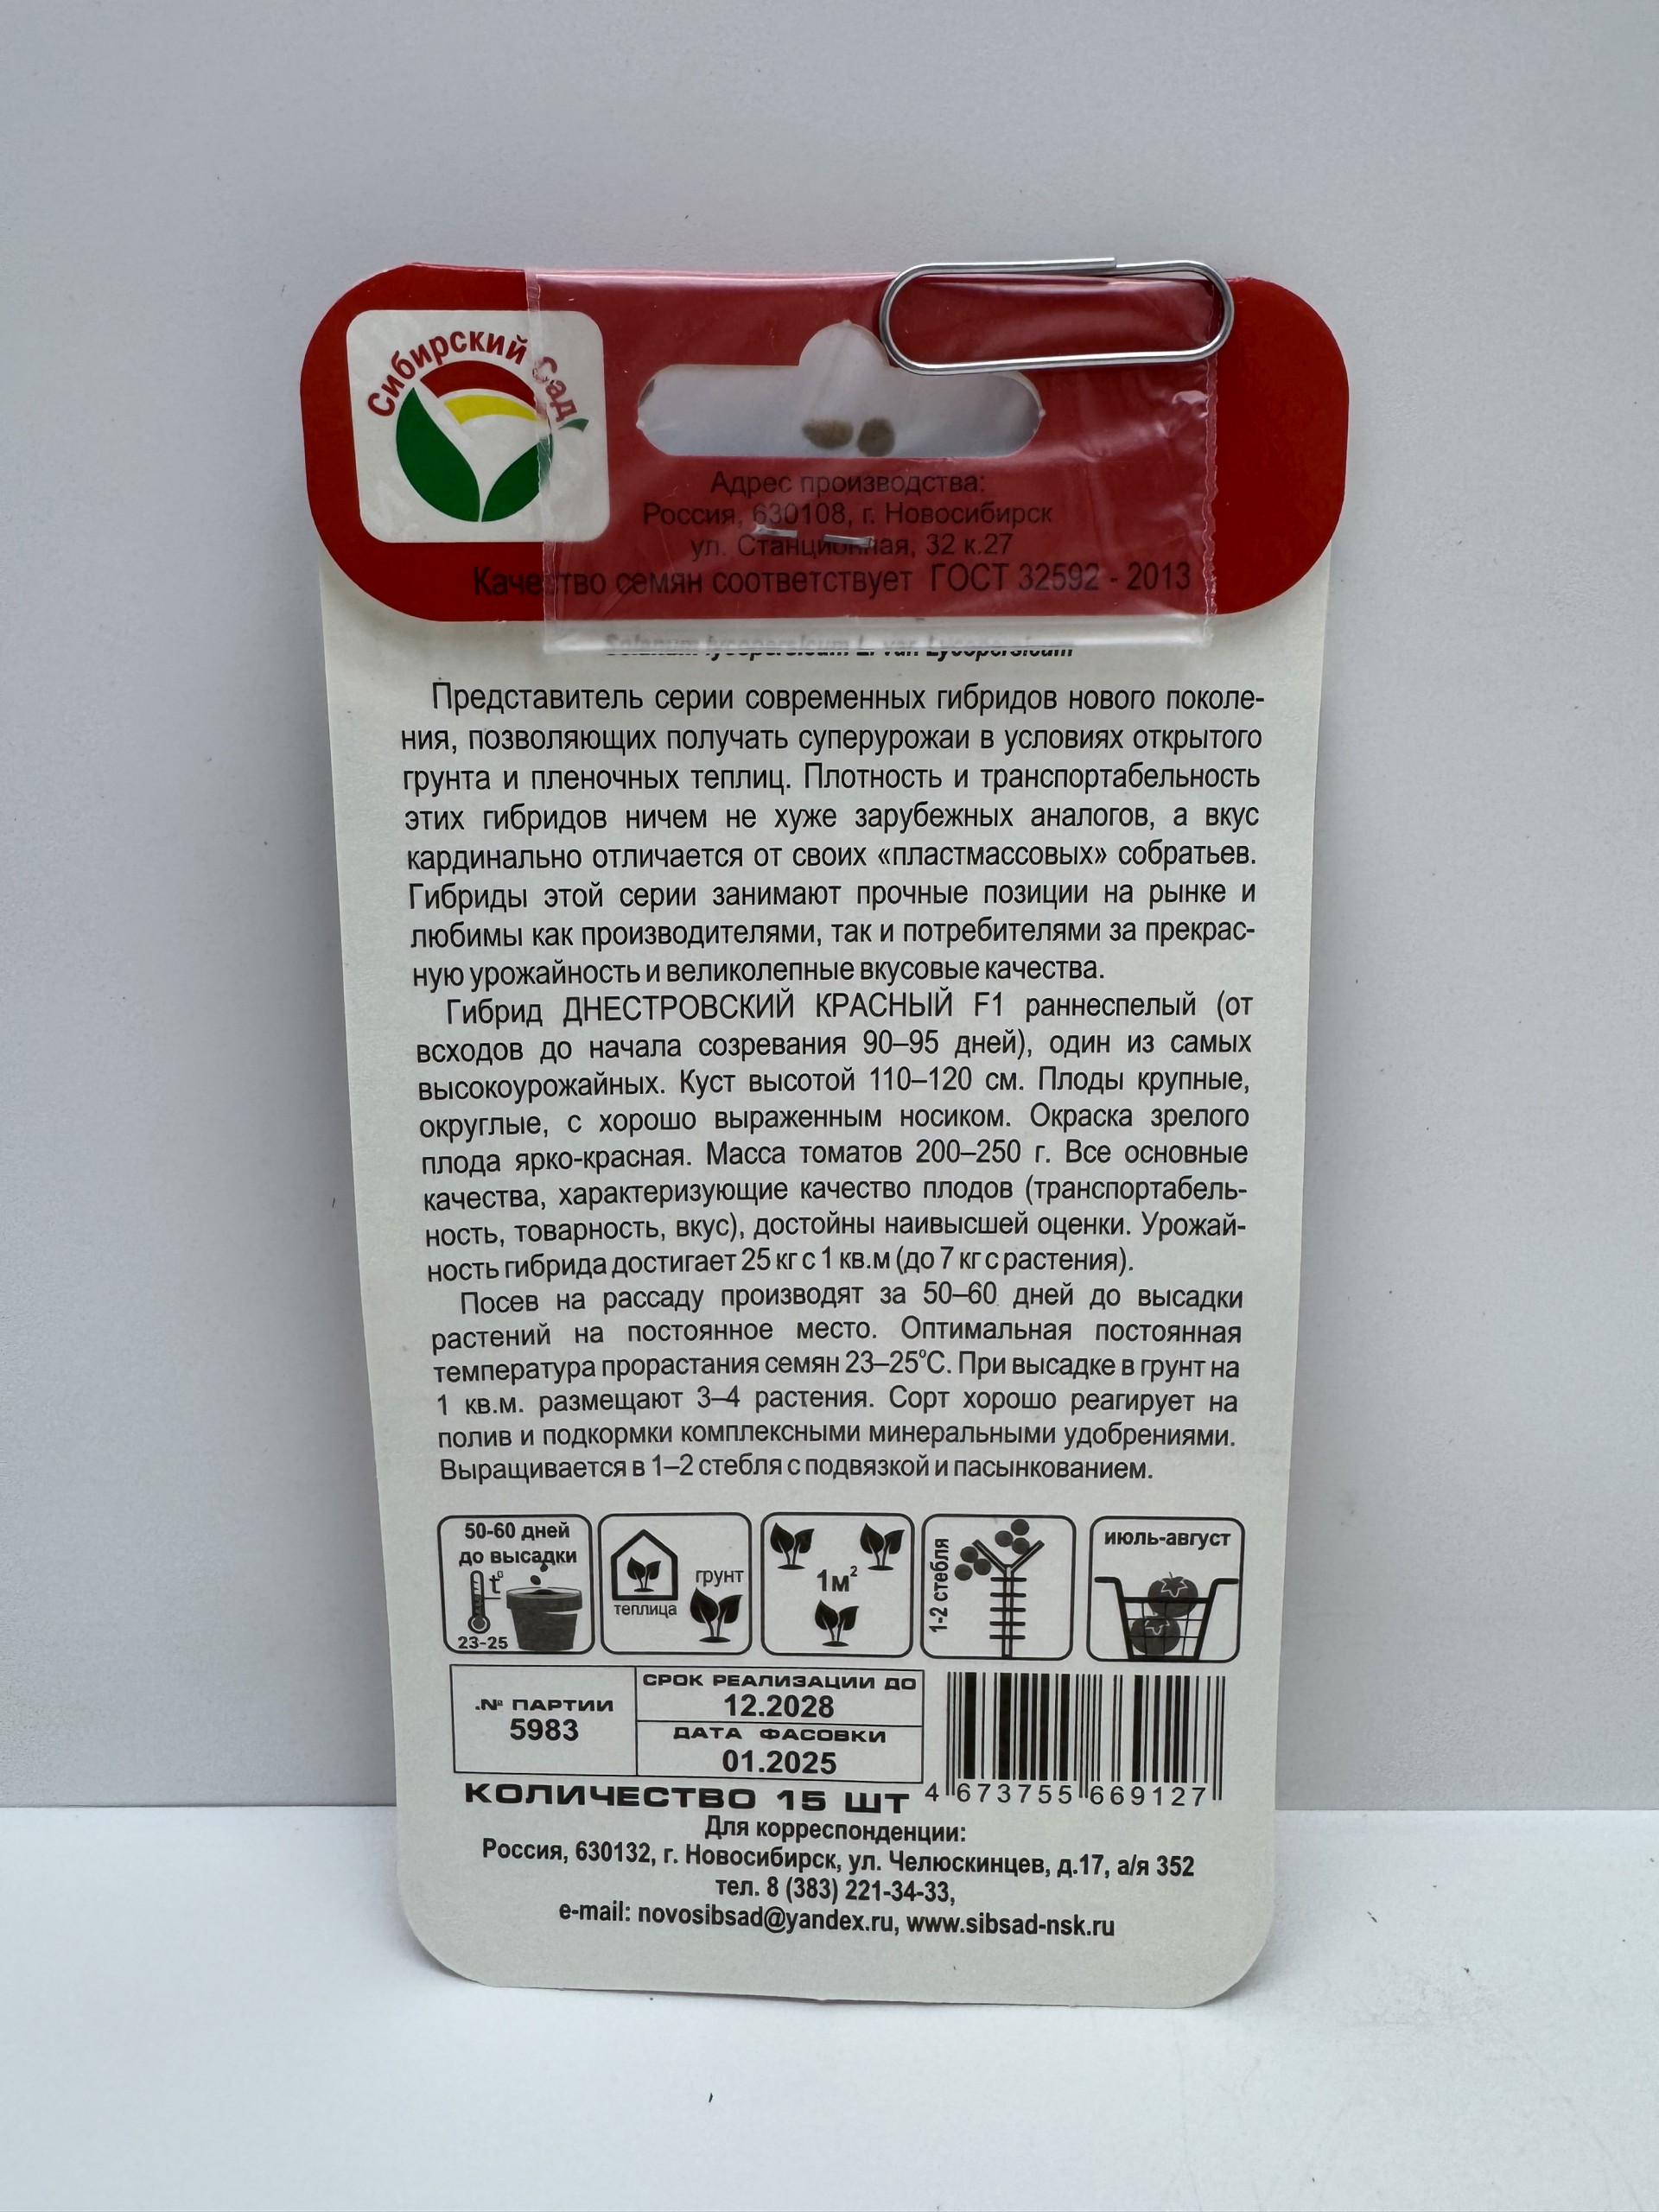 Сибирский Сад
Адрес производства:
Россия, 630108, г. Новосибирск
ул. Станционная, 32 к.27
Качество семян соответствует ГОСТ 32592 - 2013
Solanum lycopersicum L. var. Lycopersicum
Представитель серии современных гибридов нового поколе-
ния, позволяющих получать суперурожаи в условиях открытого
грунта и пленочных теплиц. Плотность и транспортабельность
этих гибридов ничем не хуже зарубежных аналогов, а вкус
кардинально отличается от своих «пластмассовых» собратьев.
Гибриды этой серии занимают прочные позиции на рынке и
любимы как производителями, так и потребителями за прекрас-
ную урожайность и великолепные вкусовые качества.
Гибрид ДНЕСТРОВСКИЙ КРАСНЫЙ F1 раннеспелый (от
всходов до начала созревания 90–95 дней), один из самых
высокоурожайных. Куст высотой 110–120 см. Плоды крупные,
округлые, с хорошо выраженным носиком. Окраска зрелого
плода ярко-красная. Масса томатов 200–250 г. Все основные
качества, характеризующие качество плодов (транспортабель-
ность, товарность, вкус), достойны наивысшей оценки. Урожай-
ность гибрида достигает 25 кг с 1 кв.м (до 7 кг с растения).
Посев на рассаду производят за 50–60 дней до высадки
растений на постоянное место. Оптимальная постоянная
температура прорастания семян 23–25°С. При высадке в грунт на
1 кв.м. размещают 3–4 растения. Сорт хорошо реагирует на
полив и подкормки комплексными минеральными удобрениями.
Выращивается в 1–2 стебля с подвязкой и пасынкованием.
50-60 дней
до высадки
t°
23-25
теплица
грунт
1м²
1-2 стебля
июль-август
№ ПАРТИИ
5983
СРОК РЕАЛИЗАЦИИ ДО
12.2028
ДАТА ФАСОВКИ
01.2025
КОЛИЧЕСТВО 15 ШТ
4 673755 669127
Для корреспонденции:
Россия, 630132, г. Новосибирск, ул. Челюскинцев, д.17, а/я 352
тел. 8 (383) 221-34-33,
e-mail: novosibsad@yandex.ru, www.sibsad-nsk.ru